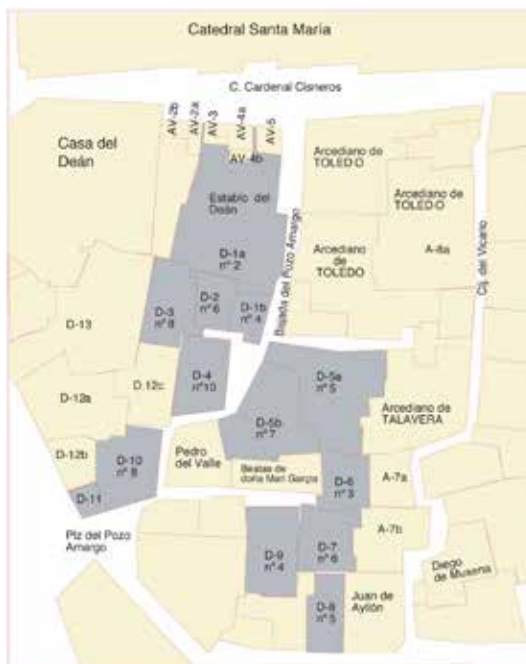 Catedral Santa María
C. Cardenal Cisneros
AV-2b
AV-2a
AV-3
AV-4a
AV-5
AV-4b
Casa del
Deán
Establo del
Deán
D-1a
nº 2
Arcediano de
TOLEDO
Arcediano de
TOLEDO
Arcediano
de
TOLEDO
A-8a
Bajada del Pozo Amargo
Clj. del Vicario
D-3
nº 8
D-2
nº 6
D-1b
nº 4
D-13
D-4
nº10
D-5a
nº 5
D-12a
D.12c
D-5b
nº 7
Arcediano de
TALAVERA
D-12b
D-10
nº 8
Pedro
del Valle
Beatas de
doña Mari García
D-6
nº 3
A-7a
D-11
Plz del Pozo
Amargo
D-9
nº 4
D-7
nº 6
A-7b
Diego
de Muxena
D-8
nº 5
Juan de
Ayllón